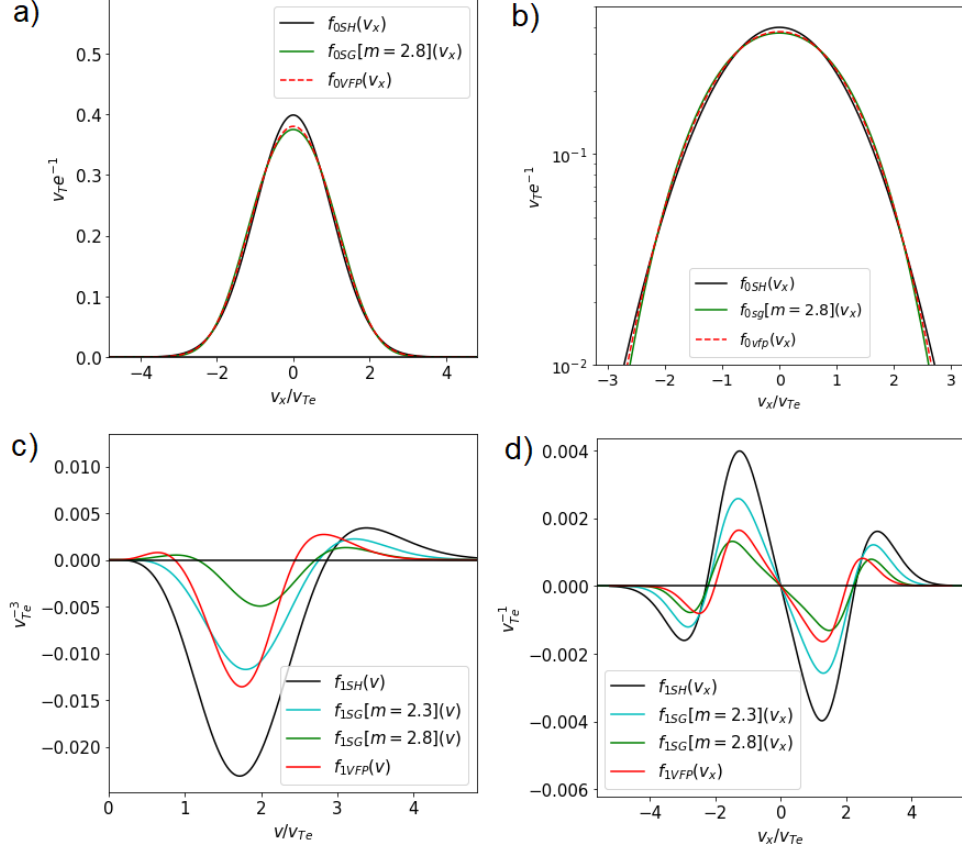 a)
0.5
0.4
0.3
0.2
0.1
0.0
v_Te^{-1}
−4 −2 0 2 4
v_x/v_{Te}
f_{0SH}(v_x)
f_{0SG}[m = 2.8](v_x)
f_{0VFP}(v_x)
b)
10^{-1}
10^{-2}
v_Te^{-1}
−3 −2 −1 0 1 2 3
v_x/v_{Te}
f_{0SH}(v_x)
f_{0sg}[m = 2.8](v_x)
f_{0vfp}(v_x)
c)
0.010
0.005
0.000
−0.005
−0.010
−0.015
−0.020
v_{Te}^{-3}
0 1 2 3 4
v/v_{Te}
f_{1SH}(v)
f_{1SG}[m = 2.3](v)
f_{1SG}[m = 2.8](v)
f_{1VFP}(v)
d)
0.004
0.002
0.000
−0.002
−0.004
−0.006
v_{Te}^{-1}
−4 −2 0 2 4
v_x/v_{Te}
f_{1SH}(v_x)
f_{1SG}[m = 2.3](v_x)
f_{1SG}[m = 2.8](v_x)
f_{1VFP}(v_x)